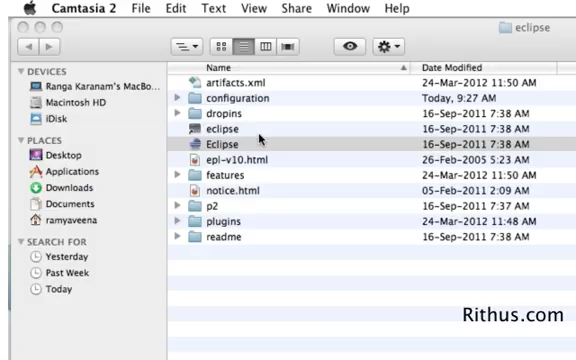 Camtasia 2 File Edit Text View Share Window Help
eclipse
Name Date Modified
DEVICES
Ranga Karanam's MacBo...
Macintosh HD
iDisk
PLACES
Desktop
Applications
Downloads
Documents
ramyaveena
SEARCH FOR
Yesterday
Past Week
Today
artifacts.xml 24-Mar-2012 11:50 AM
configuration Today, 9:27 AM
dropins 16-Sep-2011 7:38 AM
eclipse 16-Sep-2011 7:38 AM
Eclipse 16-Sep-2011 7:38 AM
epl-v10.html 26-Feb-2005 5:23 AM
features 24-Mar-2012 11:50 AM
notice.html 05-Feb-2011 2:09 AM
p2 16-Sep-2011 7:37 AM
plugins 24-Mar-2012 11:48 AM
readme 16-Sep-2011 7:38 AM
Rithus.com